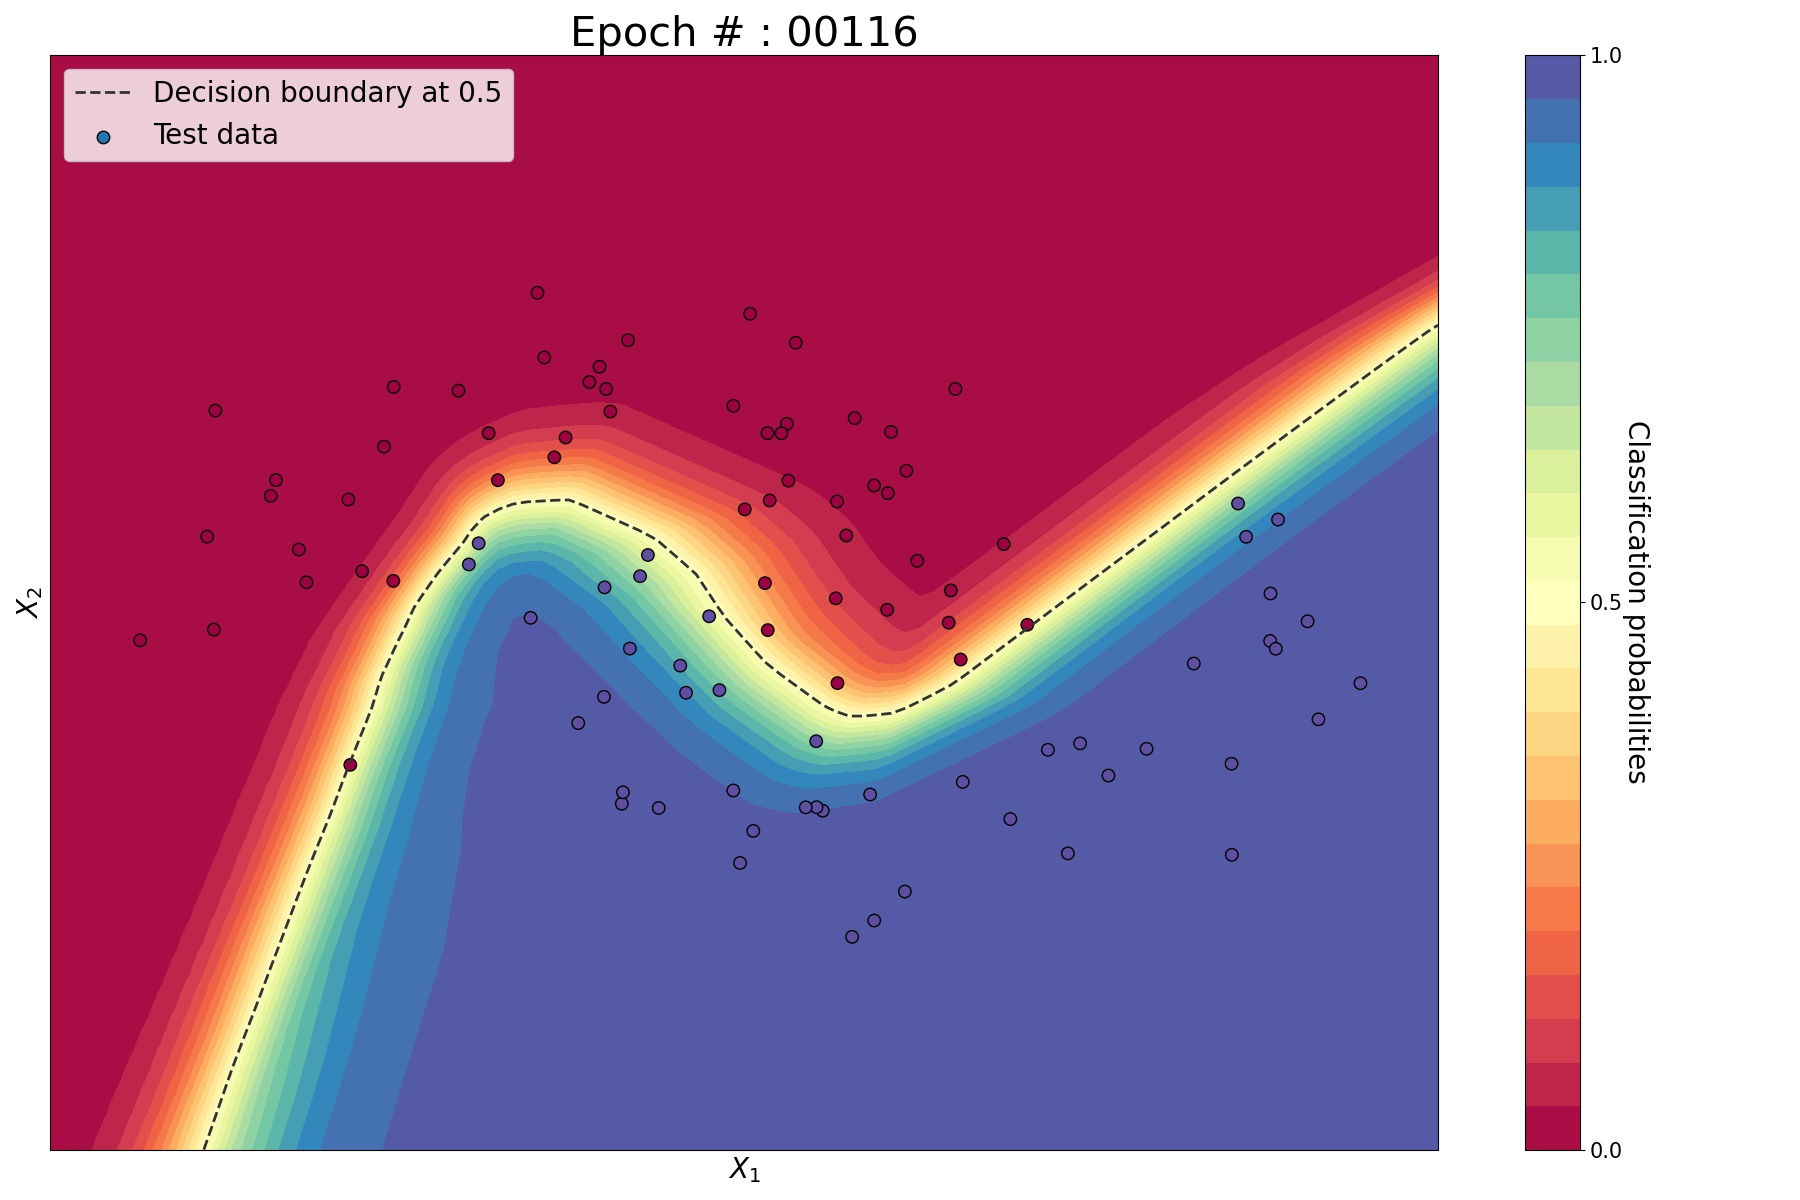 Epoch # : 00116
Decision boundary at 0.5
Test data
X₂
X₁
1.0
0.5
0.0
Classification probabilities